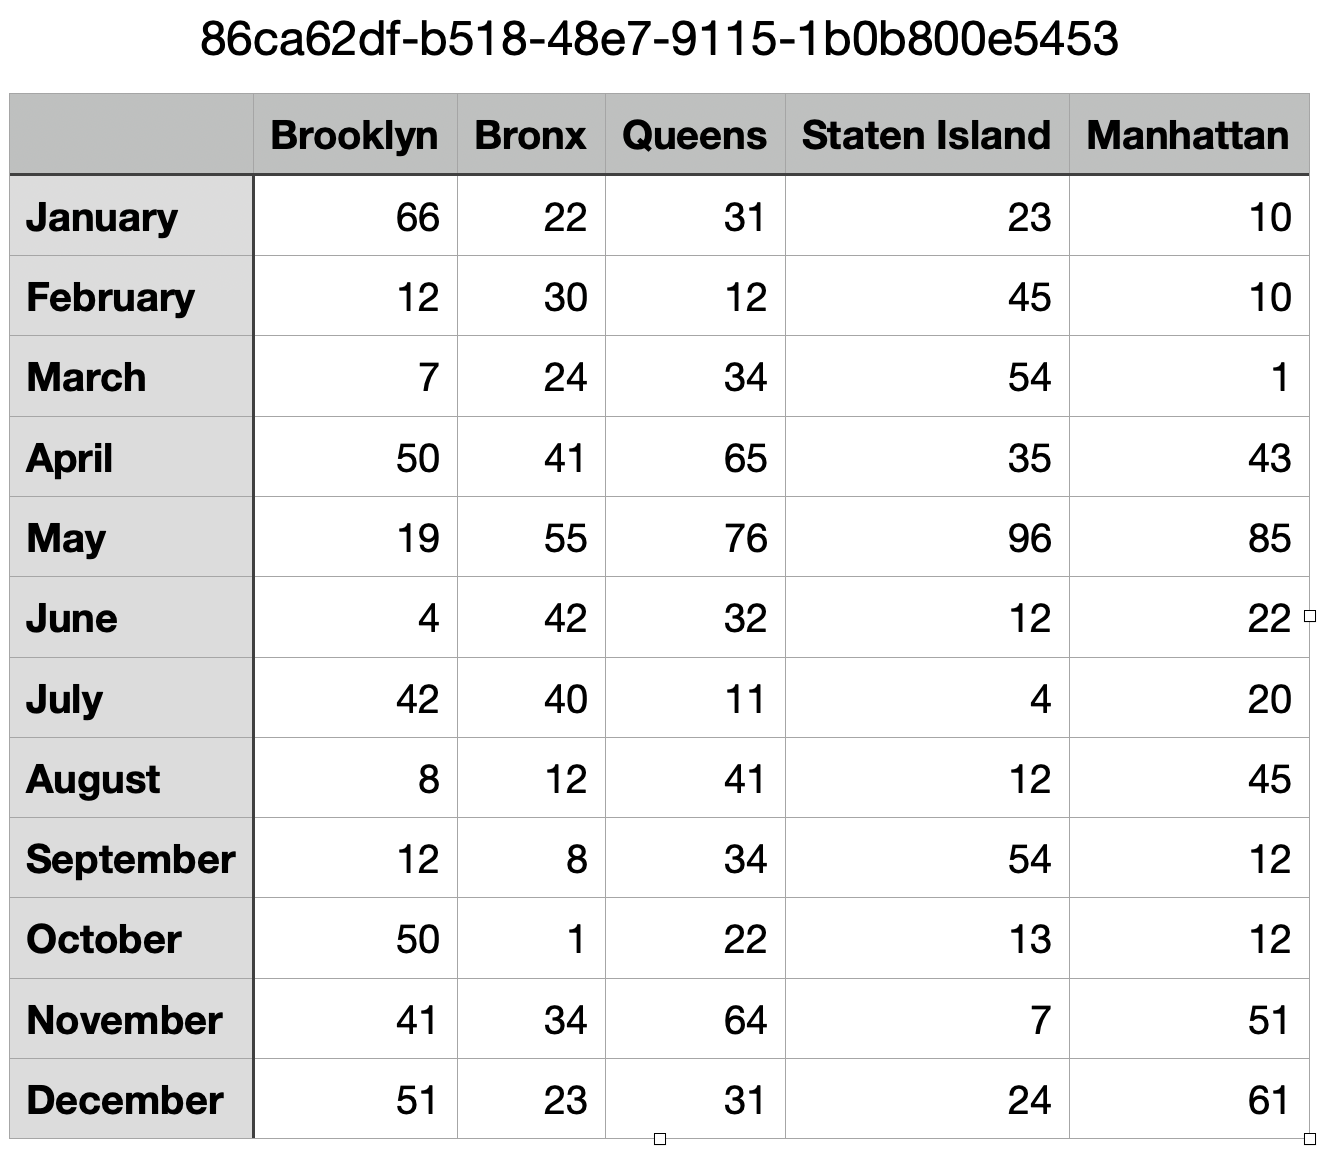 86ca62df-b518-48e7-9115-1b0b800e5453
Brooklyn Bronx Queens Staten Island Manhattan
January 66 22 31 23 10
February 12 30 12 45 10
March 7 24 34 54 1
April 50 41 65 35 43
May 19 55 76 96 85
June 4 42 32 12 22
July 42 40 11 4 20
August 8 12 41 12 45
September 12 8 34 54 12
October 50 1 22 13 12
November 41 34 64 7 51
December 51 23 31 24 61